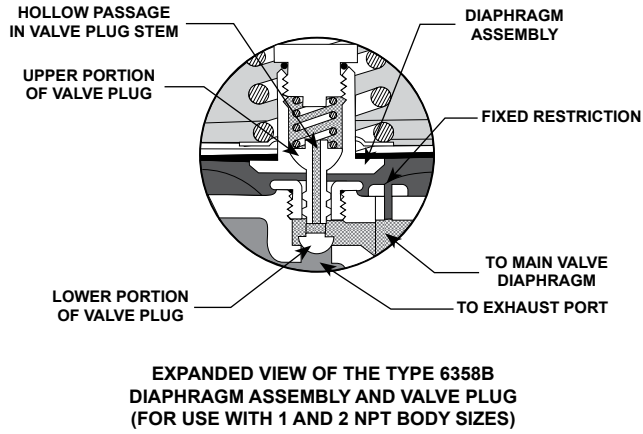 HOLLOW PASSAGE
IN VALVE PLUG STEM
DIAPHRAGM
ASSEMBLY
UPPER PORTION
OF VALVE PLUG
FIXED RESTRICTION
TO MAIN VALVE
DIAPHRAGM
LOWER PORTION
OF VALVE PLUG
TO EXHAUST PORT
EXPANDED VIEW OF THE TYPE 6358B
DIAPHRAGM ASSEMBLY AND VALVE PLUG
(FOR USE WITH 1 AND 2 NPT BODY SIZES)